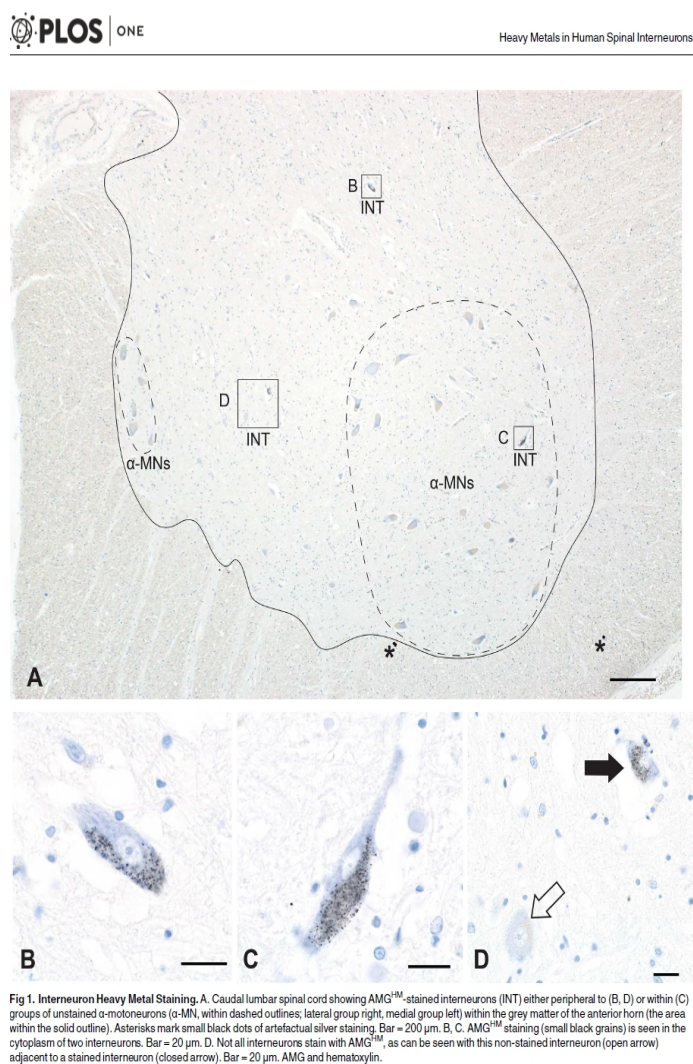 PLOS | ONE
Heavy Metals in Human Spinal Interneurons
B
INT
D
INT
α-MNs
C
INT
α-MNs
*
*
A
B
C
D
Fig 1. Interneuron Heavy Metal Staining. A. Caudal lumbar spinal cord showing AMGHM-stained interneurons (INT) either peripheral to (B, D) or within (C)
groups of unstained α-motoneurons (α-MN, within dashed outlines; lateral group right, medial group left) within the grey matter of the anterior horn (the area
within the solid outline). Asterisks mark small black dots of artefactual silver staining. Bar = 200 μm. B, C. AMGHM staining (small black grains) is seen in the
cytoplasm of two interneurons. Bar = 20 μm. D. Not all interneurons stain with AMGHM, as can be seen with this non-stained interneuron (open arrow)
adjacent to a stained interneuron (closed arrow). Bar = 20 μm. AMG and hematoxylin.